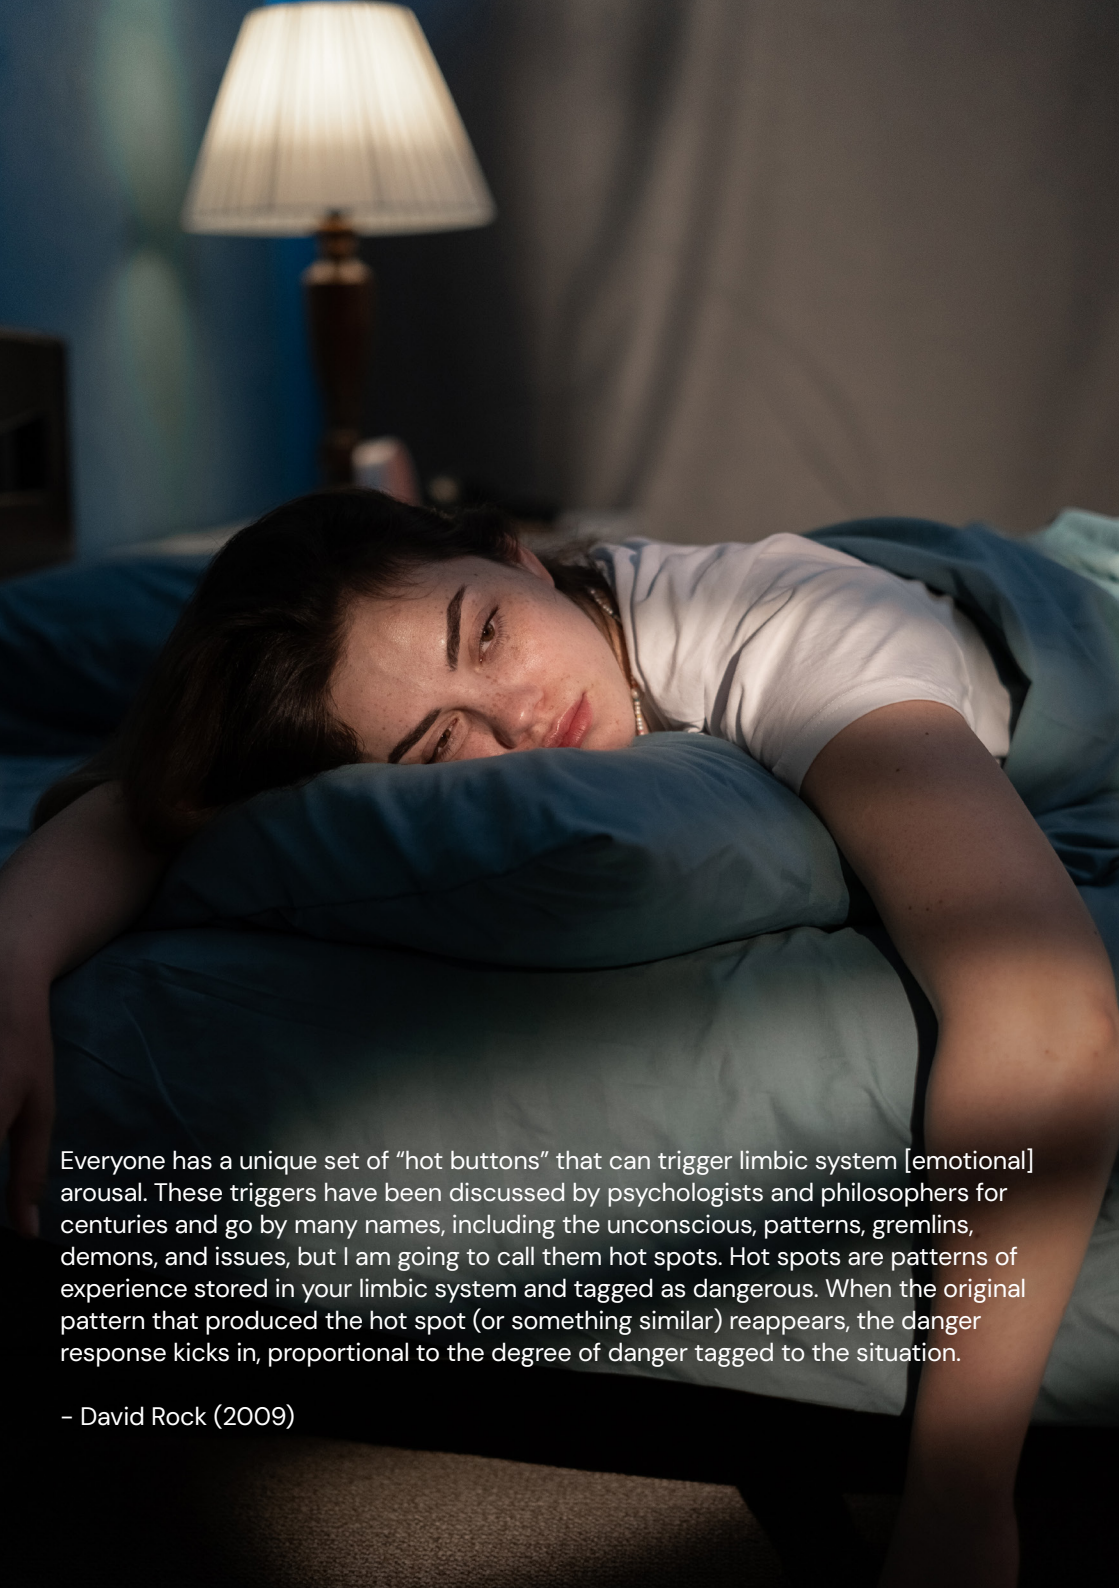 Everyone has a unique set of “hot buttons” that can trigger limbic system [emotional]
arousal. These triggers have been discussed by psychologists and philosophers for
centuries and go by many names, including the unconscious, patterns, gremlins,
demons, and issues, but I am going to call them hot spots. Hot spots are patterns of
experience stored in your limbic system and tagged as dangerous. When the original
pattern that produced the hot spot (or something similar) reappears, the danger
response kicks in, proportional to the degree of danger tagged to the situation.
– David Rock (2009)